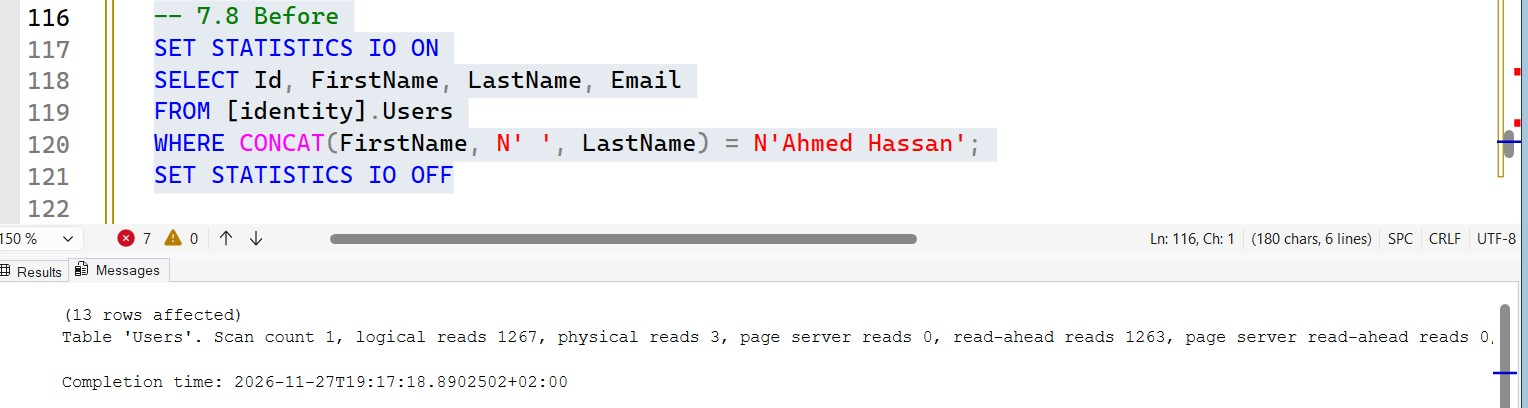 116 -- 7.8 Before
117 SET STATISTICS IO ON
118 SELECT Id, FirstName, LastName, Email
119 FROM [identity].Users
120 WHERE CONCAT(FirstName, N' ', LastName) = N'Ahmed Hassan';
121 SET STATISTICS IO OFF
122
150 % 7 0 Ln: 116, Ch: 1 (180 chars, 6 lines) SPC CRLF UTF-8
Results Messages
(13 rows affected)
Table 'Users'. Scan count 1, logical reads 1267, physical reads 3, page server reads 0, read-ahead reads 1263, page server read-ahead reads 0,
Completion time: 2026-11-27T19:17:18.8902502+02:00